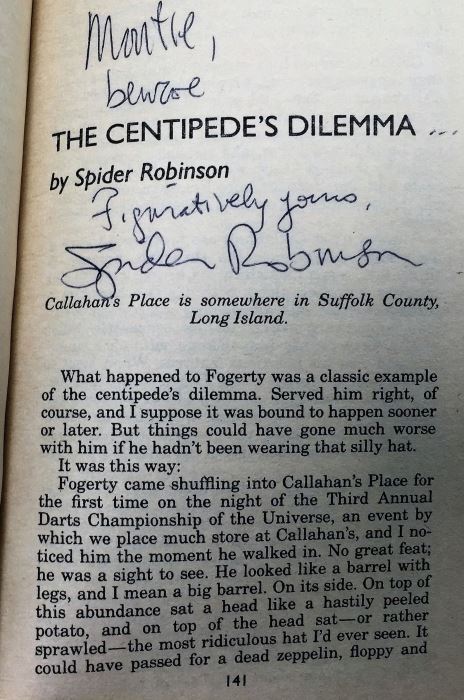 Montie,
beware
THE CENTIPEDE'S DILEMMA ...
by Spider Robinson
Figuratively yours,
Spider Robinson
Callahan's Place is somewhere in Suffolk County,
Long Island.
What happened to Fogerty was a classic example
of the centipede's dilemma. Served him right, of
course, and I suppose it was bound to happen sooner
or later. But things could have gone much worse
with him if he hadn't been wearing that silly hat.
It was this way:
Fogerty came shuffling into Callahan's Place for
the first time on the night of the Third Annual
Darts Championship of the Universe, an event by
which we place much store at Callahan's, and I no-
ticed him the moment he walked in. No great feat;
he was a sight to see. He looked like a barrel with
legs, and I mean a big barrel. On its side. On top of
this abundance sat a head like a hastily peeled
potato, and on top of the head sat—or rather
sprawled—the most ridiculous hat I'd ever seen. It
could have passed for a dead zeppelin, floppy and
141